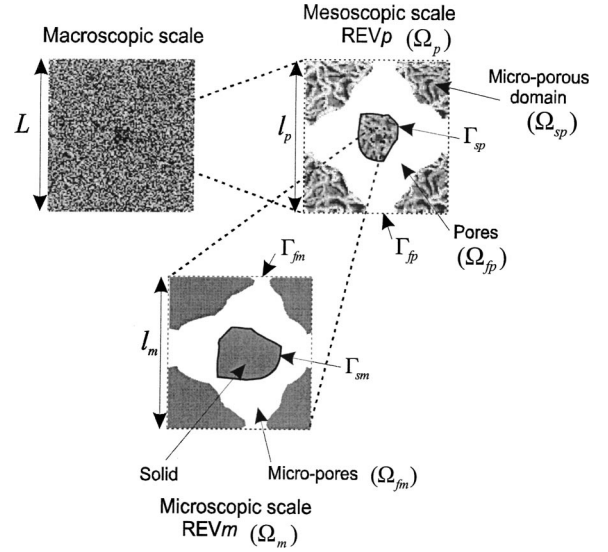 Macroscopic scale
L
Mesoscopic scale
REVp (Ωp)
lp
Micro-porous
domain
(Ωsp)
Γsp
Pores
(Ωfp)
Γfp
Γfm
lm
Γsm
Solid
Micro-pores (Ωfm)
Microscopic scale
REVm (Ωm)